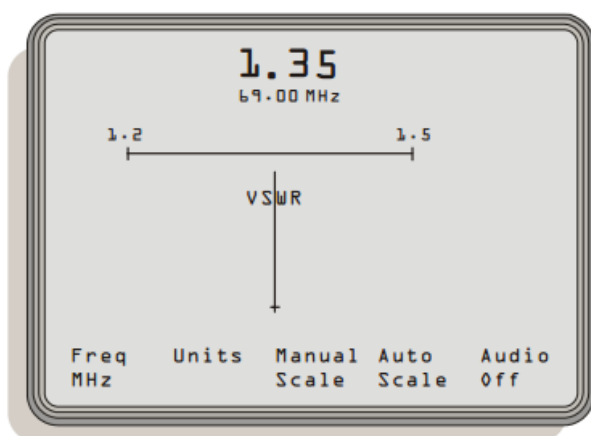 1.35
69.00 MHz
1.2 1.5
VSWR
Freq Units Manual Auto Audio
MHz Scale Scale Off